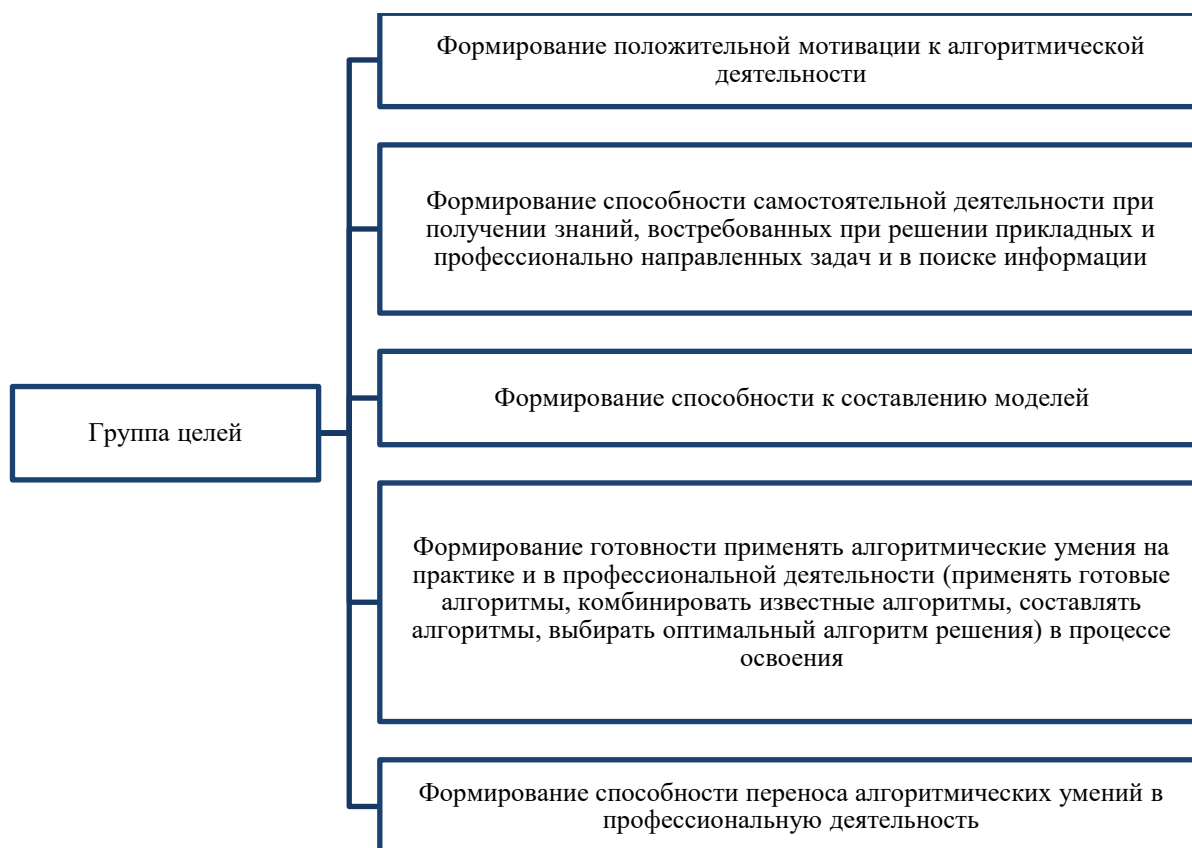 Формирование положительной мотивации к алгоритмической
деятельности
Формирование способности самостоятельной деятельности при
получении знаний, востребованных при решении прикладных и
профессионально направленных задач и в поиске информации
Группа целей
Формирование способности к составлению моделей
Формирование готовности применять алгоритмические умения на
практике и в профессиональной деятельности (применять готовые
алгоритмы, комбинировать известные алгоритмы, составлять
алгоритмы, выбирать оптимальный алгоритм решения) в процессе
освоения
Формирование способности переноса алгоритмических умений в
профессиональную деятельность